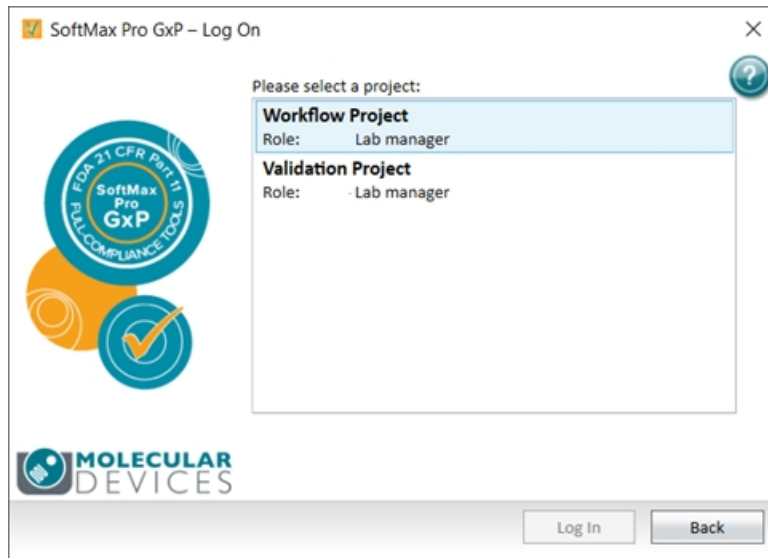 SoftMax Pro GxP – Log On
Please select a project:
Workflow Project
Role: Lab manager
Validation Project
Role: Lab manager
FDA 21 CFR Part 11
SoftMax
Pro
GxP
FULL-COMPLIANCE TOOLS
MOLECULAR
DEVICES
Log In Back
?